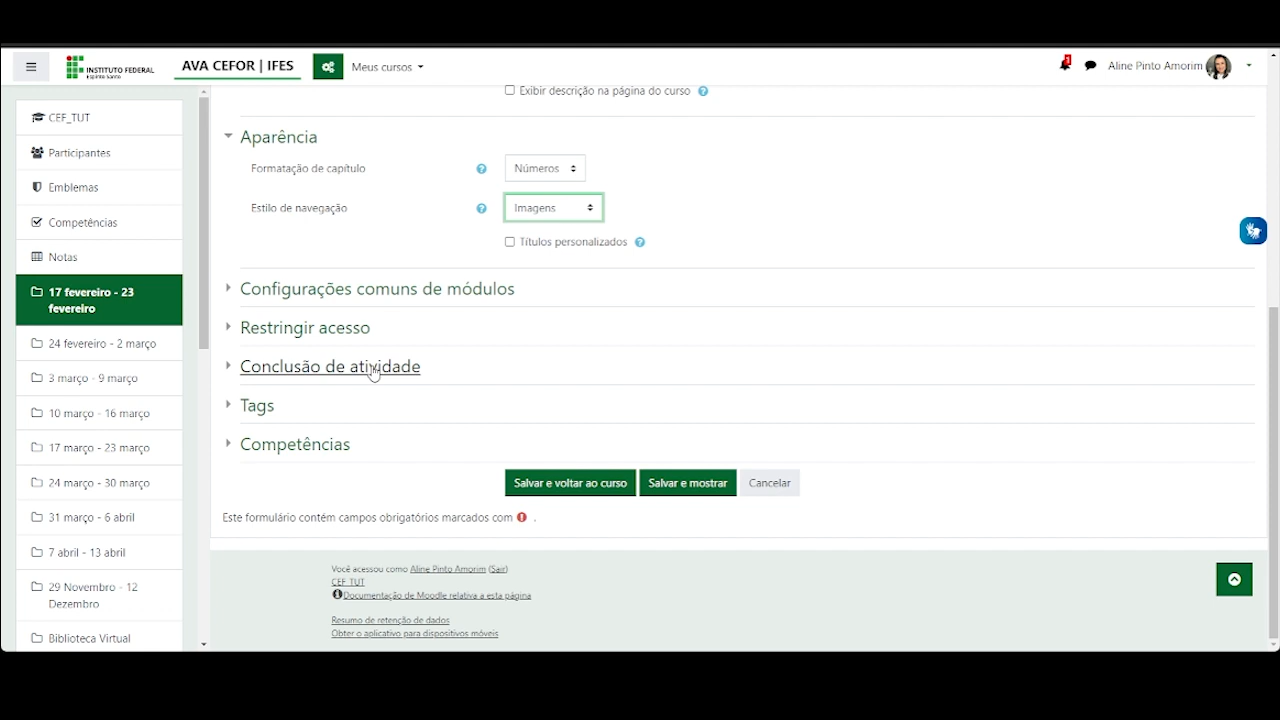 INSTITUTO FEDERAL
Espírito Santo
AVA CEFOR | IFES
Meus cursos
1
Aline Pinto Amorim
CEF_TUT
Participantes
Emblemas
Competências
Notas
17 fevereiro - 23
fevereiro
24 fevereiro - 2 março
3 março - 9 março
10 março - 16 março
17 março - 23 março
24 março - 30 março
31 março - 6 abril
7 abril - 13 abril
29 Novembro - 12
Dezembro
Biblioteca Virtual
Exibir descrição na página do curso
Aparência
Formatação de capítulo
Números
Estilo de navegação
Imagens
Títulos personalizados
Configurações comuns de módulos
Restringir acesso
Conclusão de atividade
Tags
Competências
Salvar e voltar ao curso
Salvar e mostrar
Cancelar
Este formulário contém campos obrigatórios marcados com .
Você acessou como Aline Pinto Amorim (Sair)
CEF_TUT
Documentação de Moodle relativa a esta página
Resumo de retenção de dados
Obter o aplicativo para dispositivos móveis